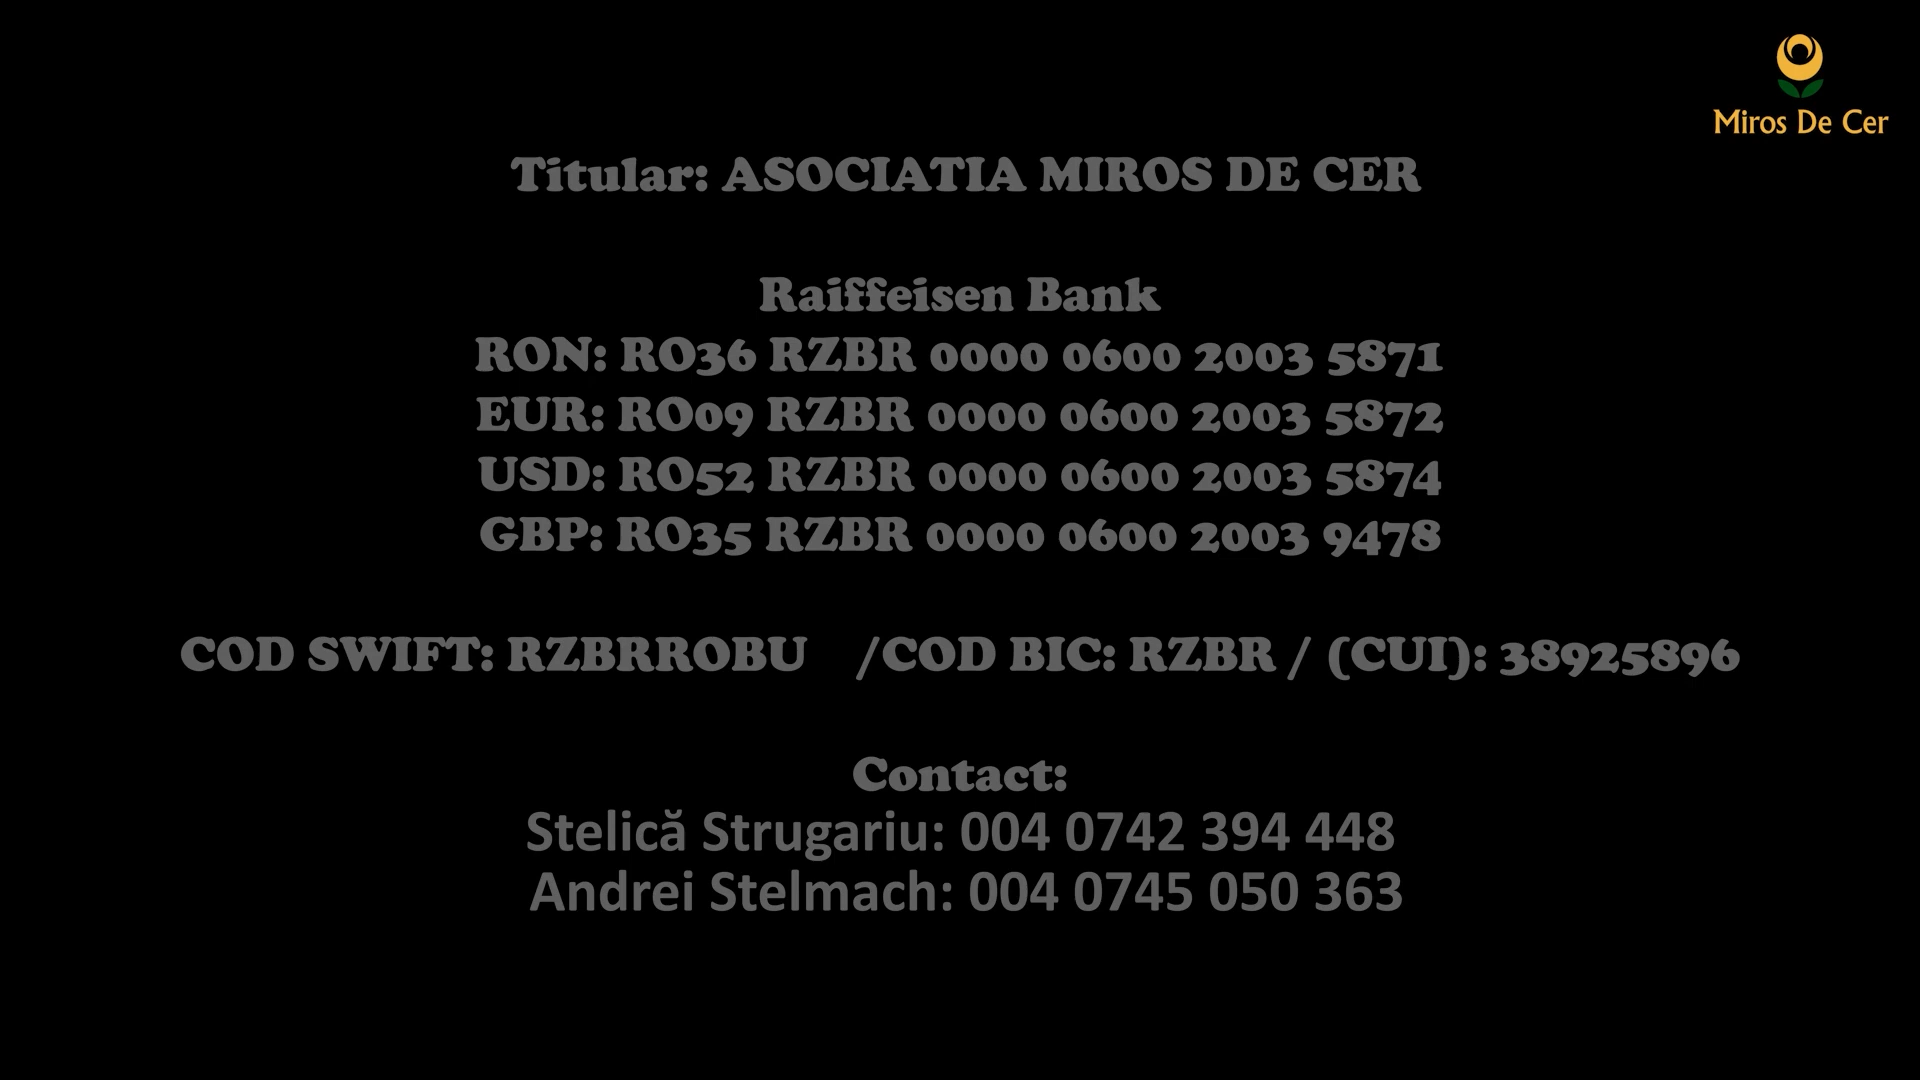 Miros De Cer
Titular: ASOCIATIA MIROS DE CER
Raiffeisen Bank
RON: RO36 RZBR 0000 0600 2003 5871
EUR: RO09 RZBR 0000 0600 2003 5872
USD: RO52 RZBR 0000 0600 2003 5874
GBP: RO35 RZBR 0000 0600 2003 9478
COD SWIFT: RZBRROBU /COD BIC: RZBR / (CUI): 38925896
Contact:
Stelică Strugariu: 004 0742 394 448
Andrei Stelmach: 004 0745 050 363